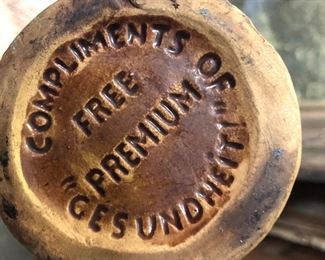 COMPLIMENTS OF
FREE
PREMIUM
"GESUNDHEIT!"